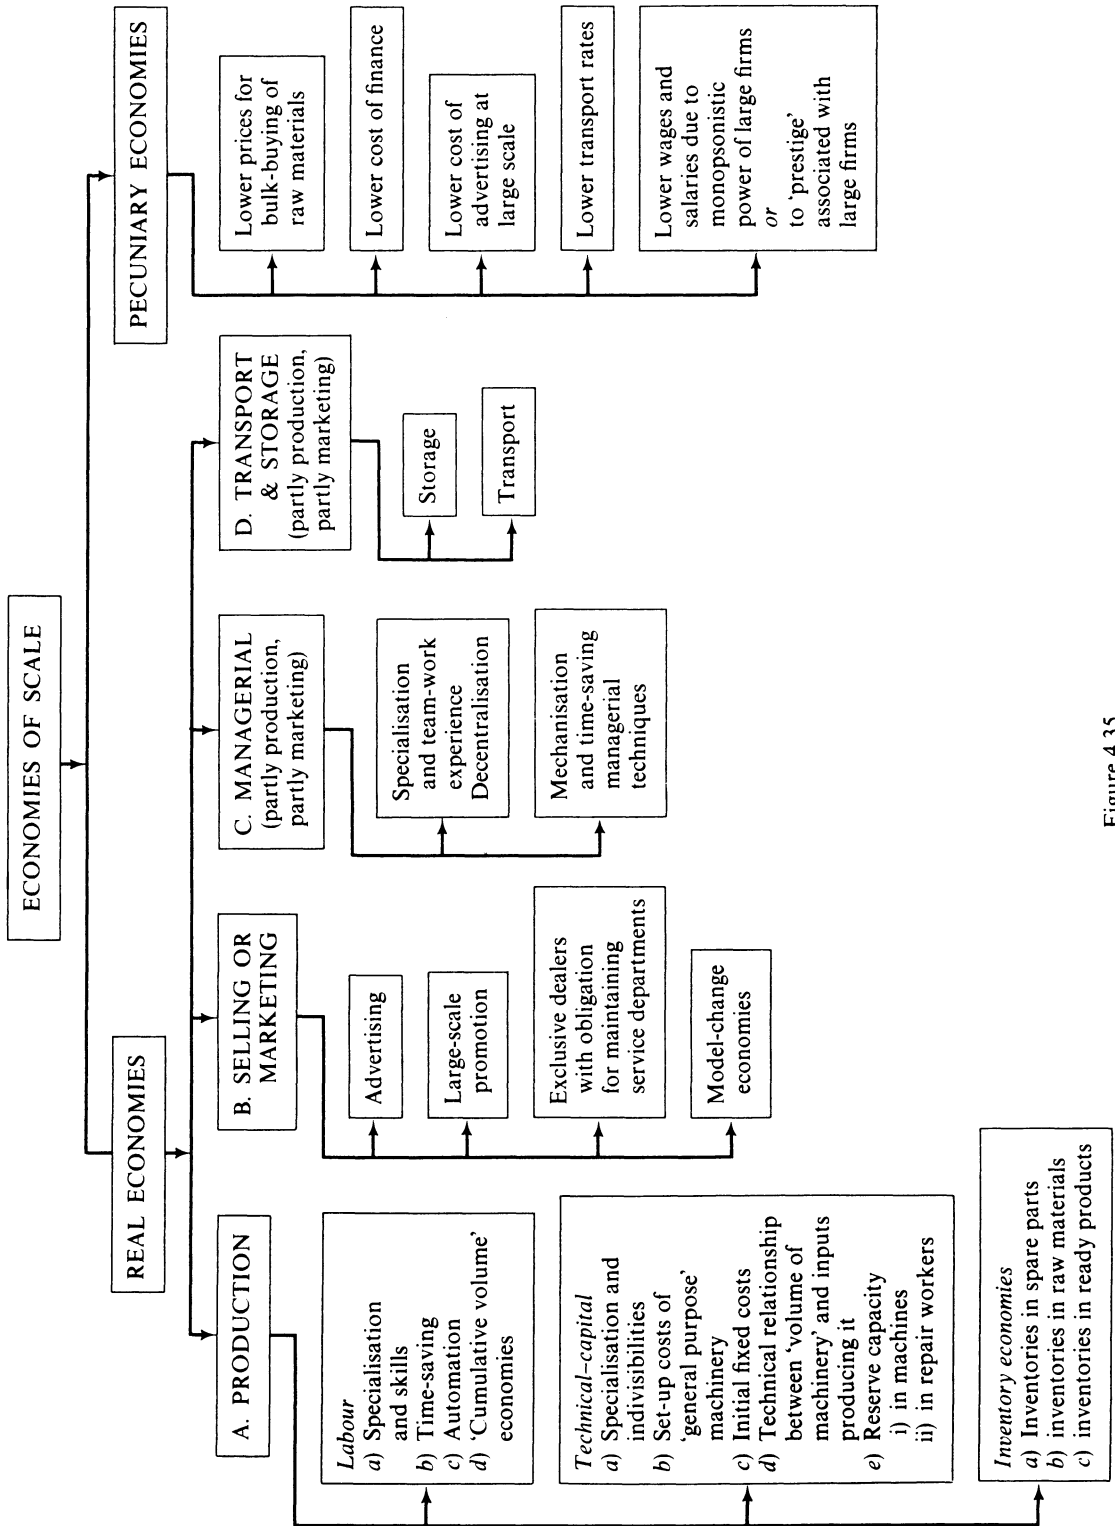 ECONOMIES OF SCALE
REAL ECONOMIES
PECUNIARY ECONOMIES
A. PRODUCTION
Labour
a) Specialisation
and skills
b) Time-saving
c) Automation
d) 'Cumulative volume'
economies
Technical–capital
a) Specialisation and
indivisibilities
b) Set-up costs of
'general purpose'
machinery
c) Initial fixed costs
d) Technical relationship
between 'volume of
machinery' and inputs
producing it
e) Reserve capacity
i) in machines
ii) in repair workers
Inventory economies
a) Inventories in spare parts
b) inventories in raw materials
c) inventories in ready products
B. SELLING OR
MARKETING
Advertising
Large-scale
promotion
Exclusive dealers
with obligation
for maintaining
service departments
Model-change
economies
C. MANAGERIAL
(partly production,
partly marketing)
Specialisation
and team-work
experience
Decentralisation
Mechanisation
and time-saving
managerial
techniques
D. TRANSPORT
& STORAGE
(partly production,
partly marketing)
Storage
Transport
Lower prices for
bulk-buying of
raw materials
Lower cost of finance
Lower cost of
advertising at
large scale
Lower transport rates
Lower wages and
salaries due to
monopsonistic
power of large firms
or
to 'prestige'
associated with
large firms
Figure 4.35